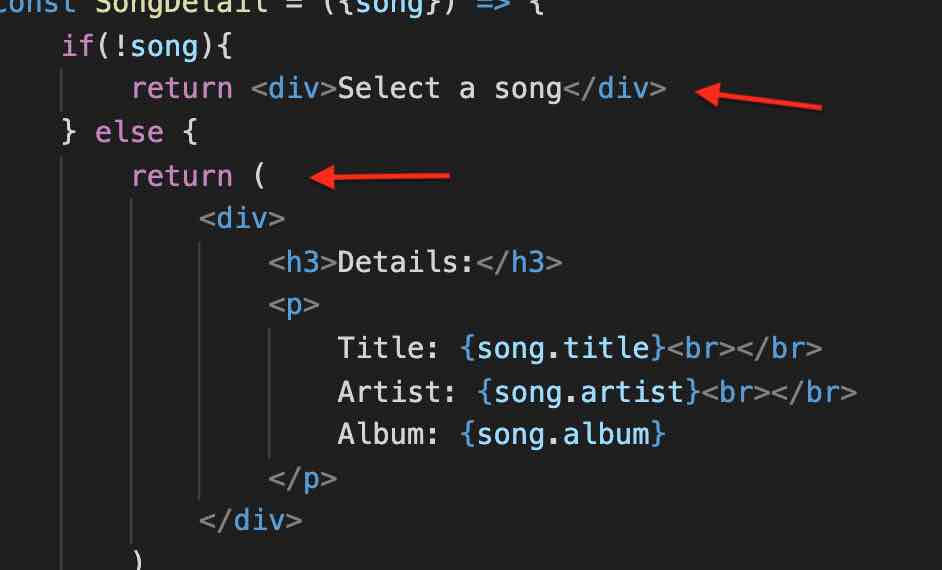 const SongDetail = ({song}) => {
if(!song){
return <div>Select a song</div>
} else {
return (
<div>
<h3>Details:</h3>
<p>
Title: {song.title}<br></br>
Artist: {song.artist}<br></br>
Album: {song.album}
</p>
</div>
)